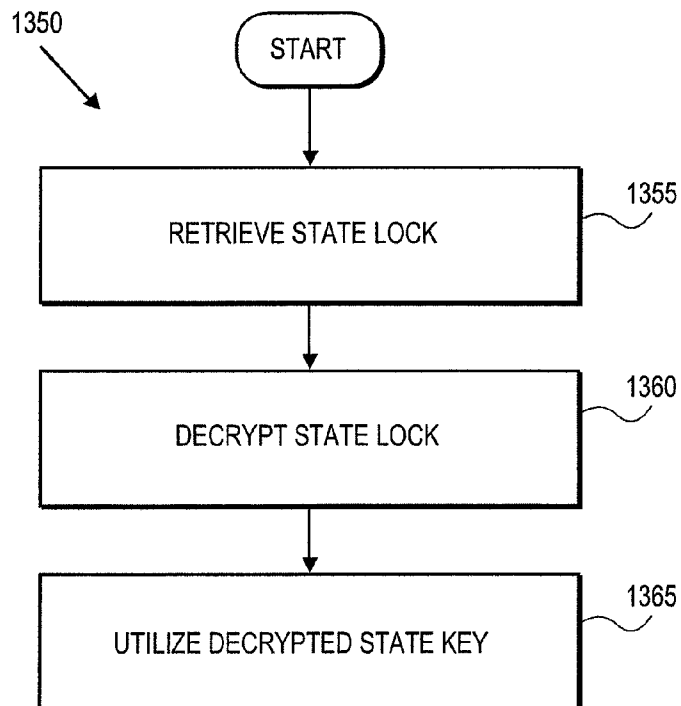 1350
START
RETRIEVE STATE LOCK
1355
DECRYPT STATE LOCK
1360
UTILIZE DECRYPTED STATE KEY
1365